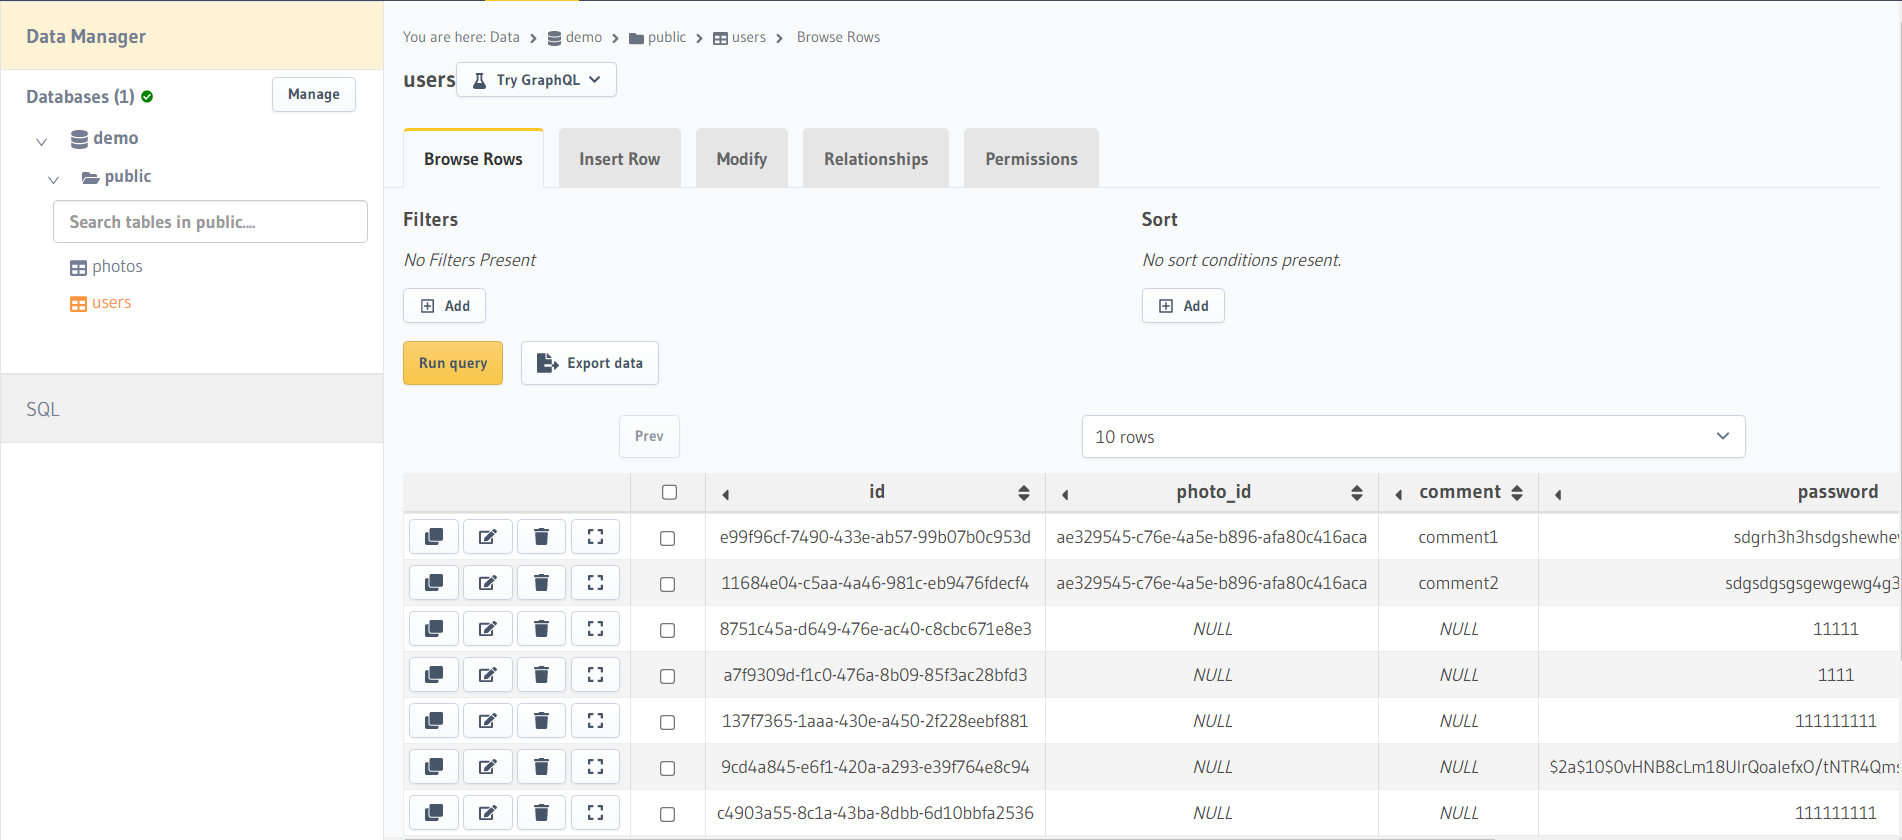 Data Manager
Databases (1)
Manage
demo
public
Search tables in public....
photos
users
SQL
You are here: Data
demo
public
users
Browse Rows
users
Try GraphQL
Browse Rows
Insert Row
Modify
Relationships
Permissions
Filters
Sort
No Filters Present
No sort conditions present.
Add
Add
Run query
Export data
Prev
10 rows
id photo_id comment password
e99f96cf-7490-433e-ab57-99b07b0c953d ae329545-c76e-4a5e-b896-afa80c416aca comment1
11684e04-c5aa-4a46-981c-eb9476fdecf4 ae329545-c76e-4a5e-b896-afa80c416aca comment2
8751c45a-d649-476e-ac40-c8cbc671e8e3 NULL NULL 11111
a7f9309d-f1c0-476a-8b09-85f3ac28bfd3 NULL NULL 1111
137f7365-1aaa-430e-a450-2f228eebf881 NULL NULL 111111111
9cd4a845-e6f1-420a-a293-e39f764e8c94 NULL NULL
c4903a55-8c1a-43ba-8dbb-6d10bbfa2536 NULL NULL 111111111